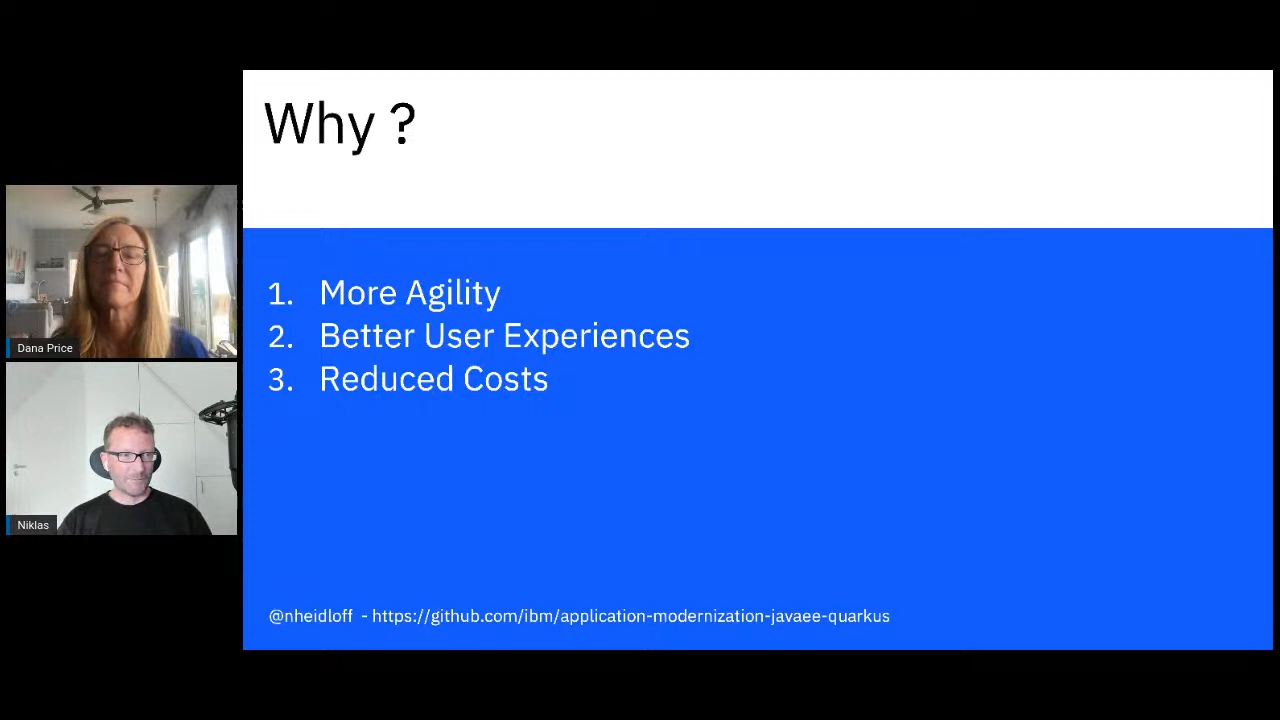 Why ?
1. More Agility
2. Better User Experiences
3. Reduced Costs
@nheidloff - https://github.com/ibm/application-modernization-javaee-quarkus
Dana Price
Niklas